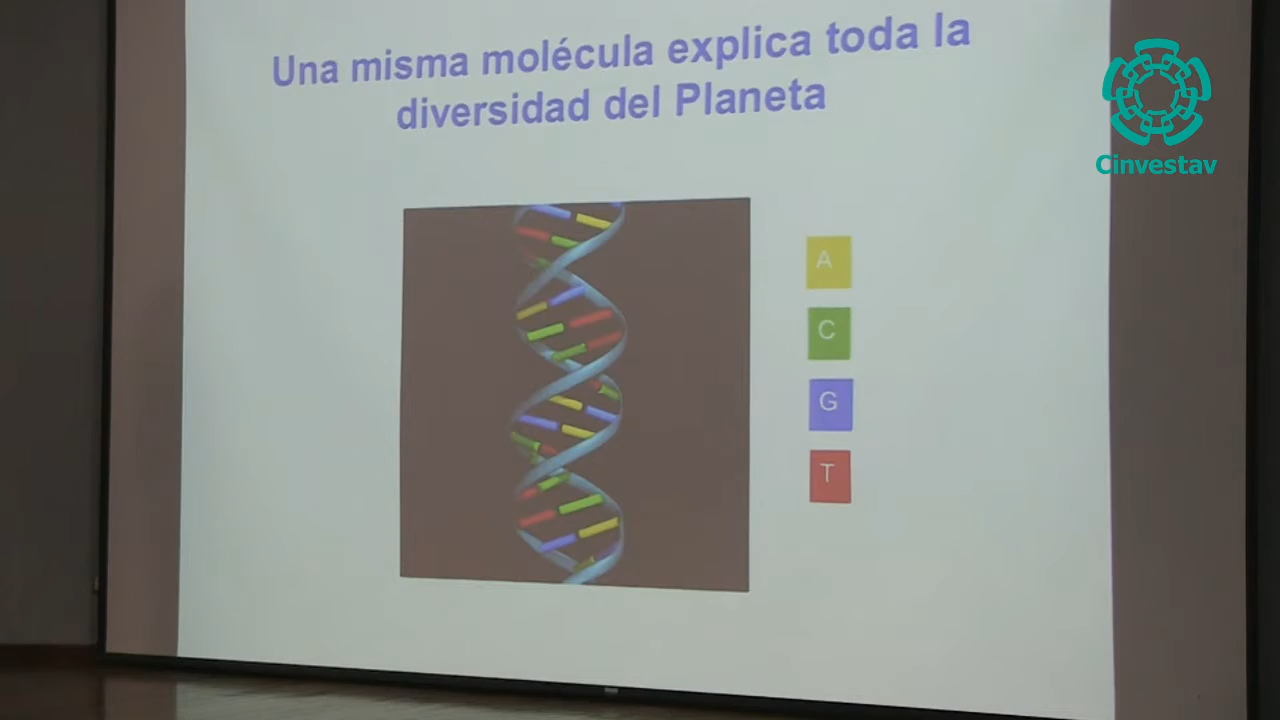 Una misma molécula explica toda la
diversidad del Planeta
A
C
G
T
Cinvestav